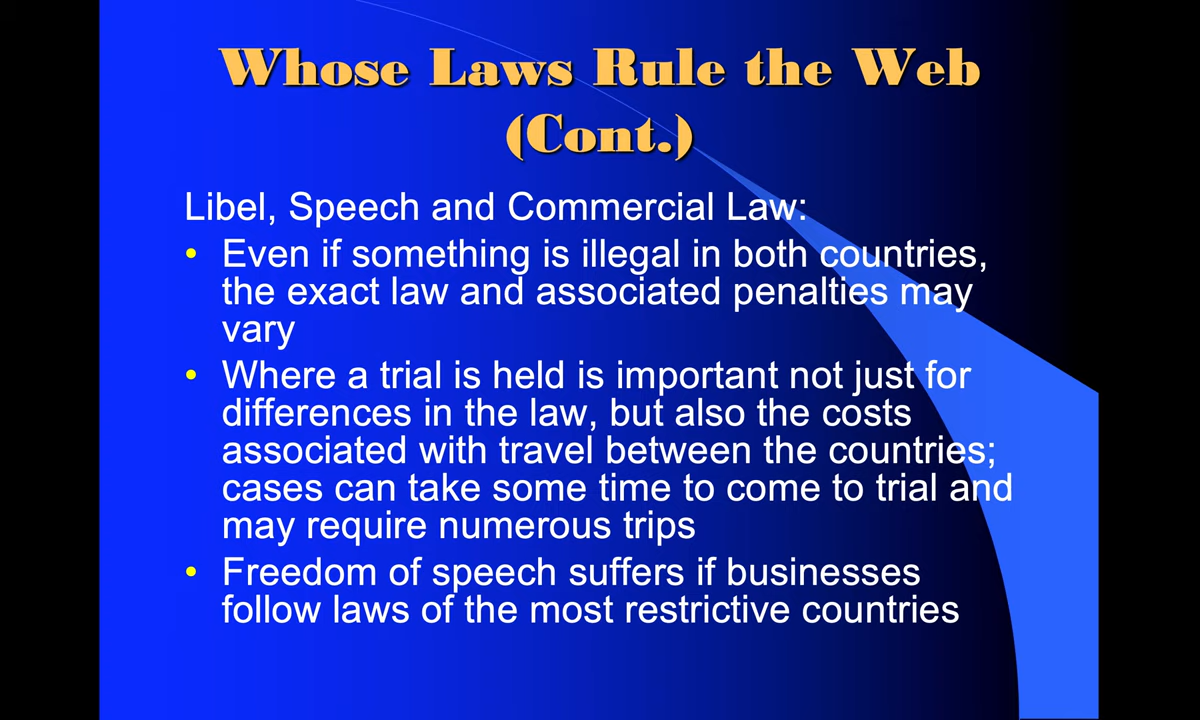 Whose Laws Rule the Web
(Cont.)
Libel, Speech and Commercial Law:
• Even if something is illegal in both countries,
the exact law and associated penalties may
vary
• Where a trial is held is important not just for
differences in the law, but also the costs
associated with travel between the countries;
cases can take some time to come to trial and
may require numerous trips
• Freedom of speech suffers if businesses
follow laws of the most restrictive countries